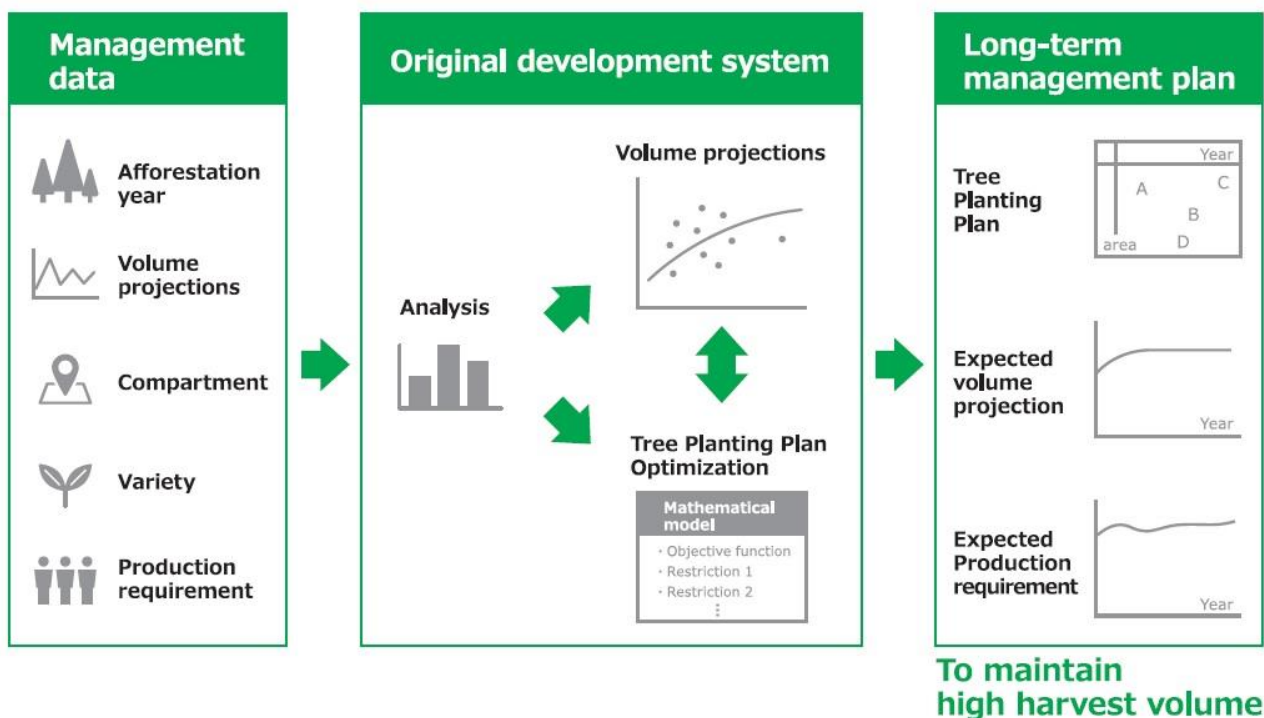 Management
data
Afforestation
year
Volume
projections
Compartment
Variety
Production
requirement
Original development system
Analysis
Volume projections
Tree Planting Plan
Optimization
Mathematical
model
・Objective function
・Restriction 1
・Restriction 2
⋮
Long-term
management plan
Tree
Planting
Plan
Year
A
C
B
area
D
Expected
volume
projection
Year
Expected
Production
requirement
Year
To maintain
high harvest volume